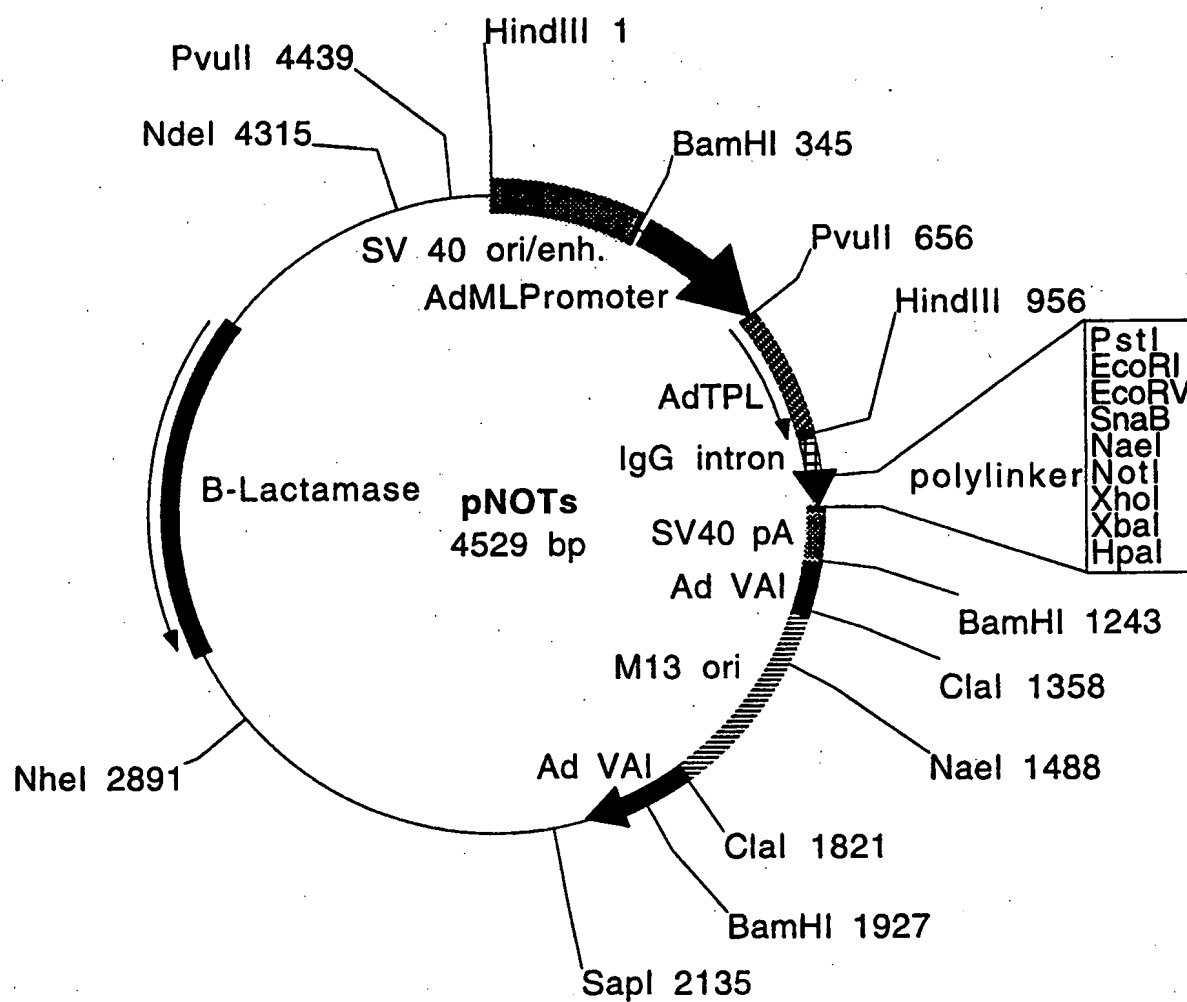 HindIII 1
PvuII 4439
NdeI 4315
BamHI 345
SV 40 ori/enh.
PvuII 656
AdMLPromoter
HindIII 956
PstI
EcoRI
EcoRV
SnaB
NaeI
NotI
XhoI
XbaI
HpaI
AdTPL
IgG intron
polylinker
B-Lactamase
pNOTs
4529 bp
SV40 pA
Ad VAI
BamHI 1243
M13 ori
ClaI 1358
NheI 2891
Ad VAI
NaeI 1488
ClaI 1821
BamHI 1927
SapI 2135